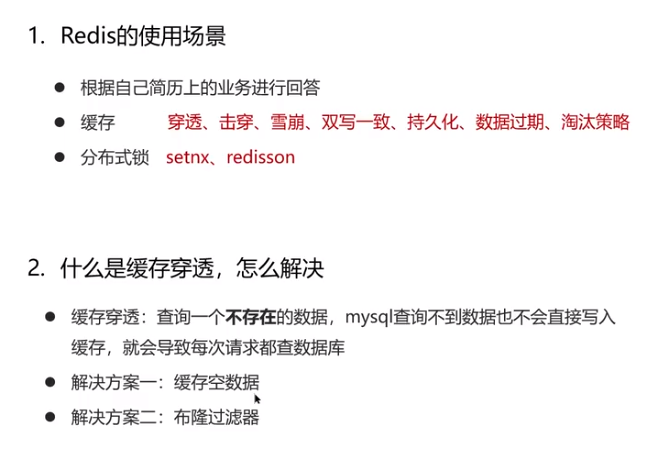 1. Redis的使用场景
● 根据自己简历上的业务进行回答
● 缓存 穿透、击穿、雪崩、双写一致、持久化、数据过期、淘汰策略
● 分布式锁 setnx、redisson
2. 什么是缓存穿透，怎么解决
● 缓存穿透：查询一个不存在的数据，mysql查询不到数据也不会直接写入
缓存，就会导致每次请求都查数据库
● 解决方案一：缓存空数据
● 解决方案二：布隆过滤器